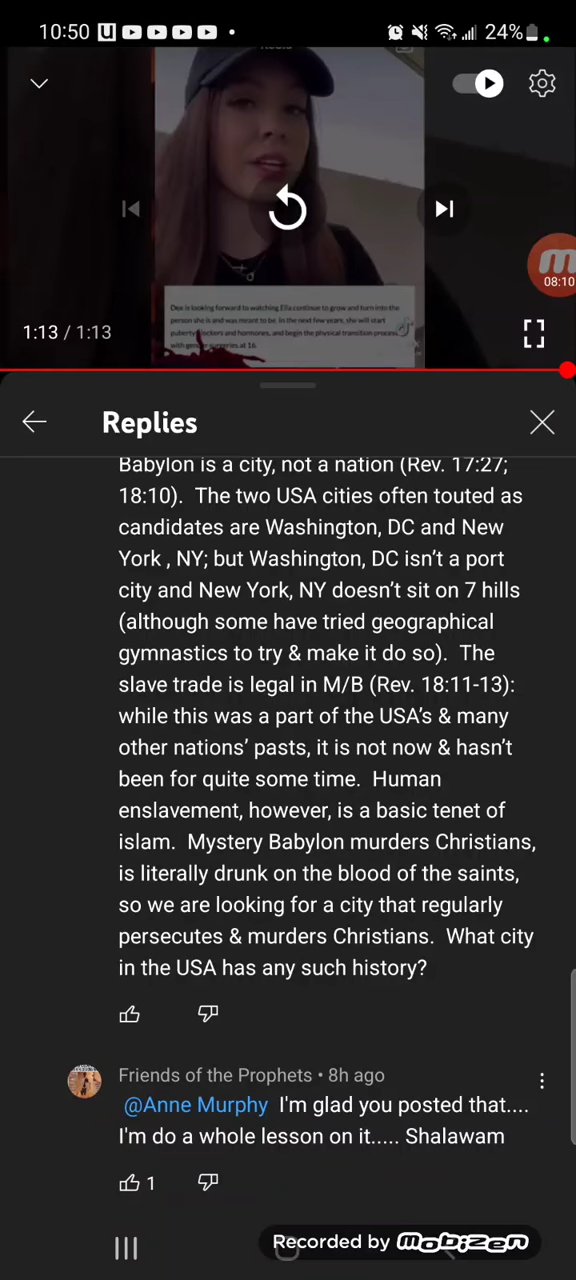 10:50
24%
1:13 / 1:13
08:10
Dex is looking forward to watching Ella continue to grow and turn into the
person she is and was meant to be. In the next few years, she will start
puberty blockers and hormones, and begin the physical transition process
with gender surgeries at 16.
Replies
Babylon is a city, not a nation (Rev. 17:27;
18:10).  The two USA cities often touted as
candidates are Washington, DC and New
York , NY; but Washington, DC isn’t a port
city and New York, NY doesn’t sit on 7 hills
(although some have tried geographical
gymnastics to try & make it do so).  The
slave trade is legal in M/B (Rev. 18:11-13):
while this was a part of the USA’s & many
other nations’ pasts, it is not now & hasn’t
been for quite some time.  Human
enslavement, however, is a basic tenet of
islam.  Mystery Babylon murders Christians,
is literally drunk on the blood of the saints,
so we are looking for a city that regularly
persecutes & murders Christians.  What city
in the USA has any such history?
Friends of the Prophets • 8h ago
@Anne Murphy I'm glad you posted that....
I'm do a whole lesson on it..... Shalawam
1
Recorded by mobizen